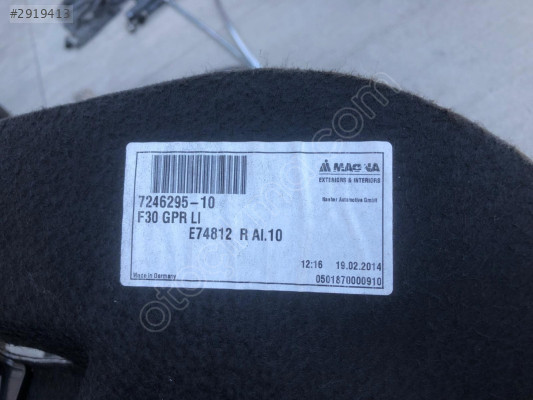 #2919413
MAGNA
EXTERIORS & INTERIORS
7246295-10
F30 GPR LI
E74812 R AI.10
12:16 19.02.2014
Made in Germany
0501870000910